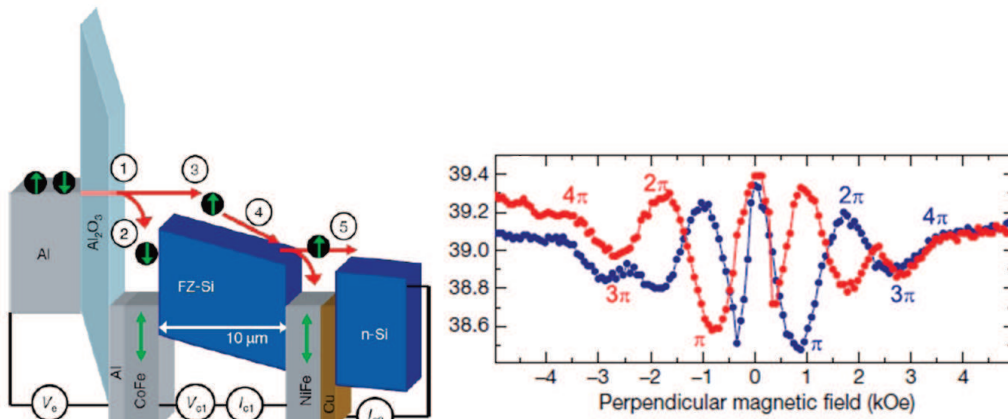 1
3
2
4
5
Al
Al₂O₃
FZ-Si
10 μm
n-Si
Al
CoFe
NiFe
Cu
Vₑ
V_c1
I_c1
39.4
39.2
39.0
38.8
38.6
4π
2π
3π
π
2π
4π
3π
π
−4 −3 −2 −1 0 1 2 3 4
Perpendicular magnetic field (kOe)